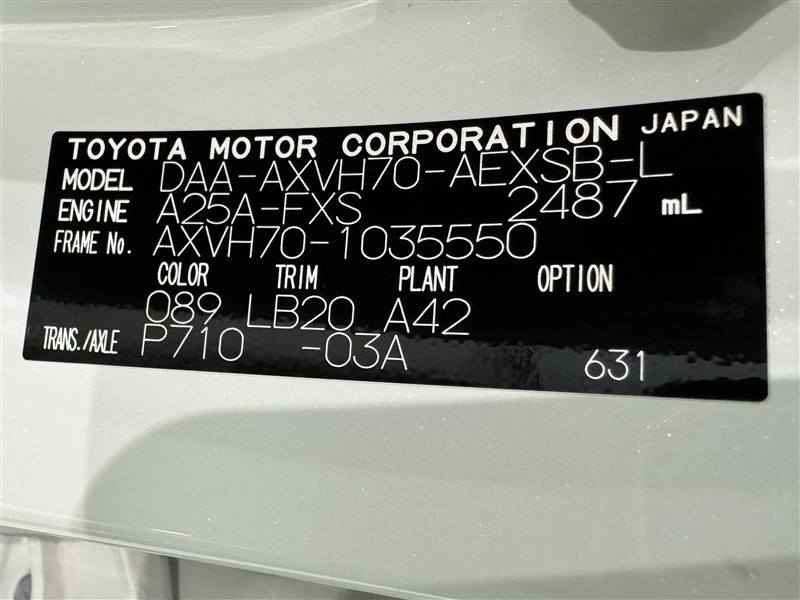 TOYOTA MOTOR CORPORATION JAPAN
MODEL DAA-AXVH70-AEXSB-L
ENGINE A25A-FXS 2487 mL
FRAME No. AXVH70-1035550
COLOR TRIM PLANT OPTION
089 LB20 A42
TRANS./AXLE P710 -03A 631